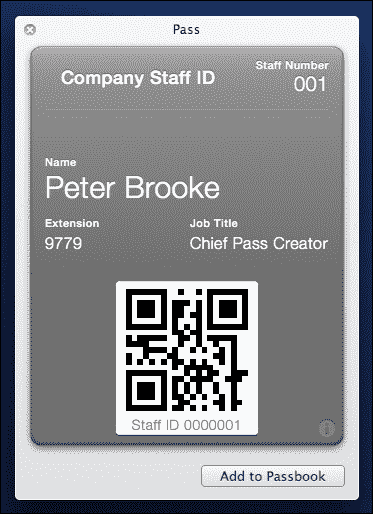 Pass
Company Staff ID
Staff Number
001
Name
Peter Brooke
Extension
Job Title
9779
Chief Pass Creator
Staff ID 0000001
Add to Passbook